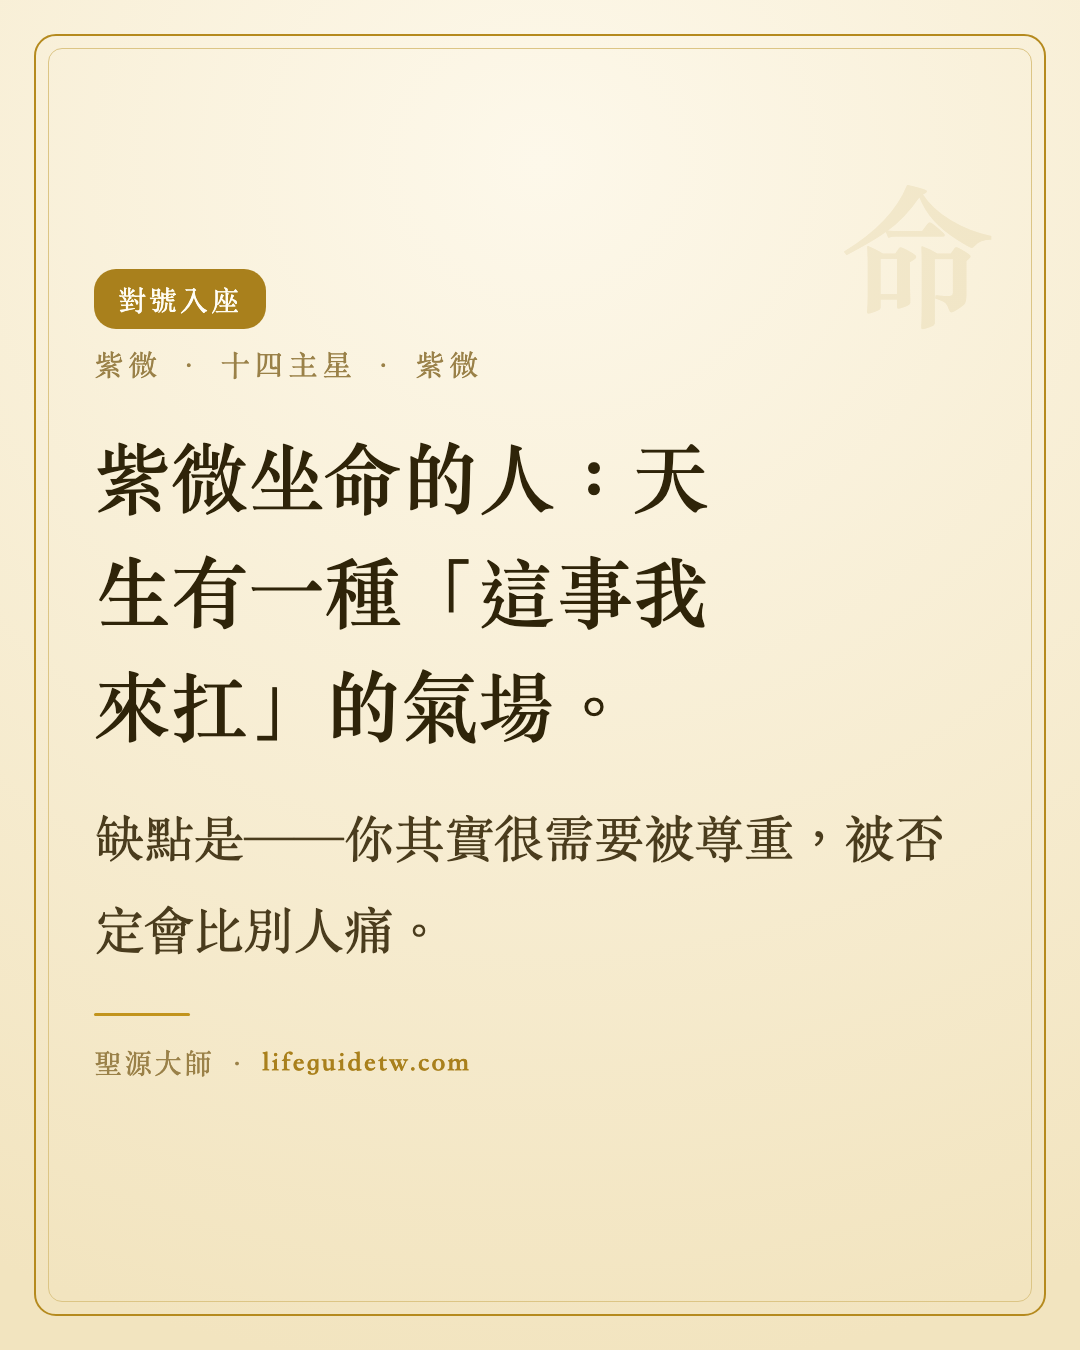 命
對號入座
紫微 · 十四主星 · 紫微
紫微坐命的人：天
生有一種「這事我
來扛」的氣場。
缺點是——你其實很需要被尊重，被否
定會比別人痛。
聖源大師 · lifeguidetw.com